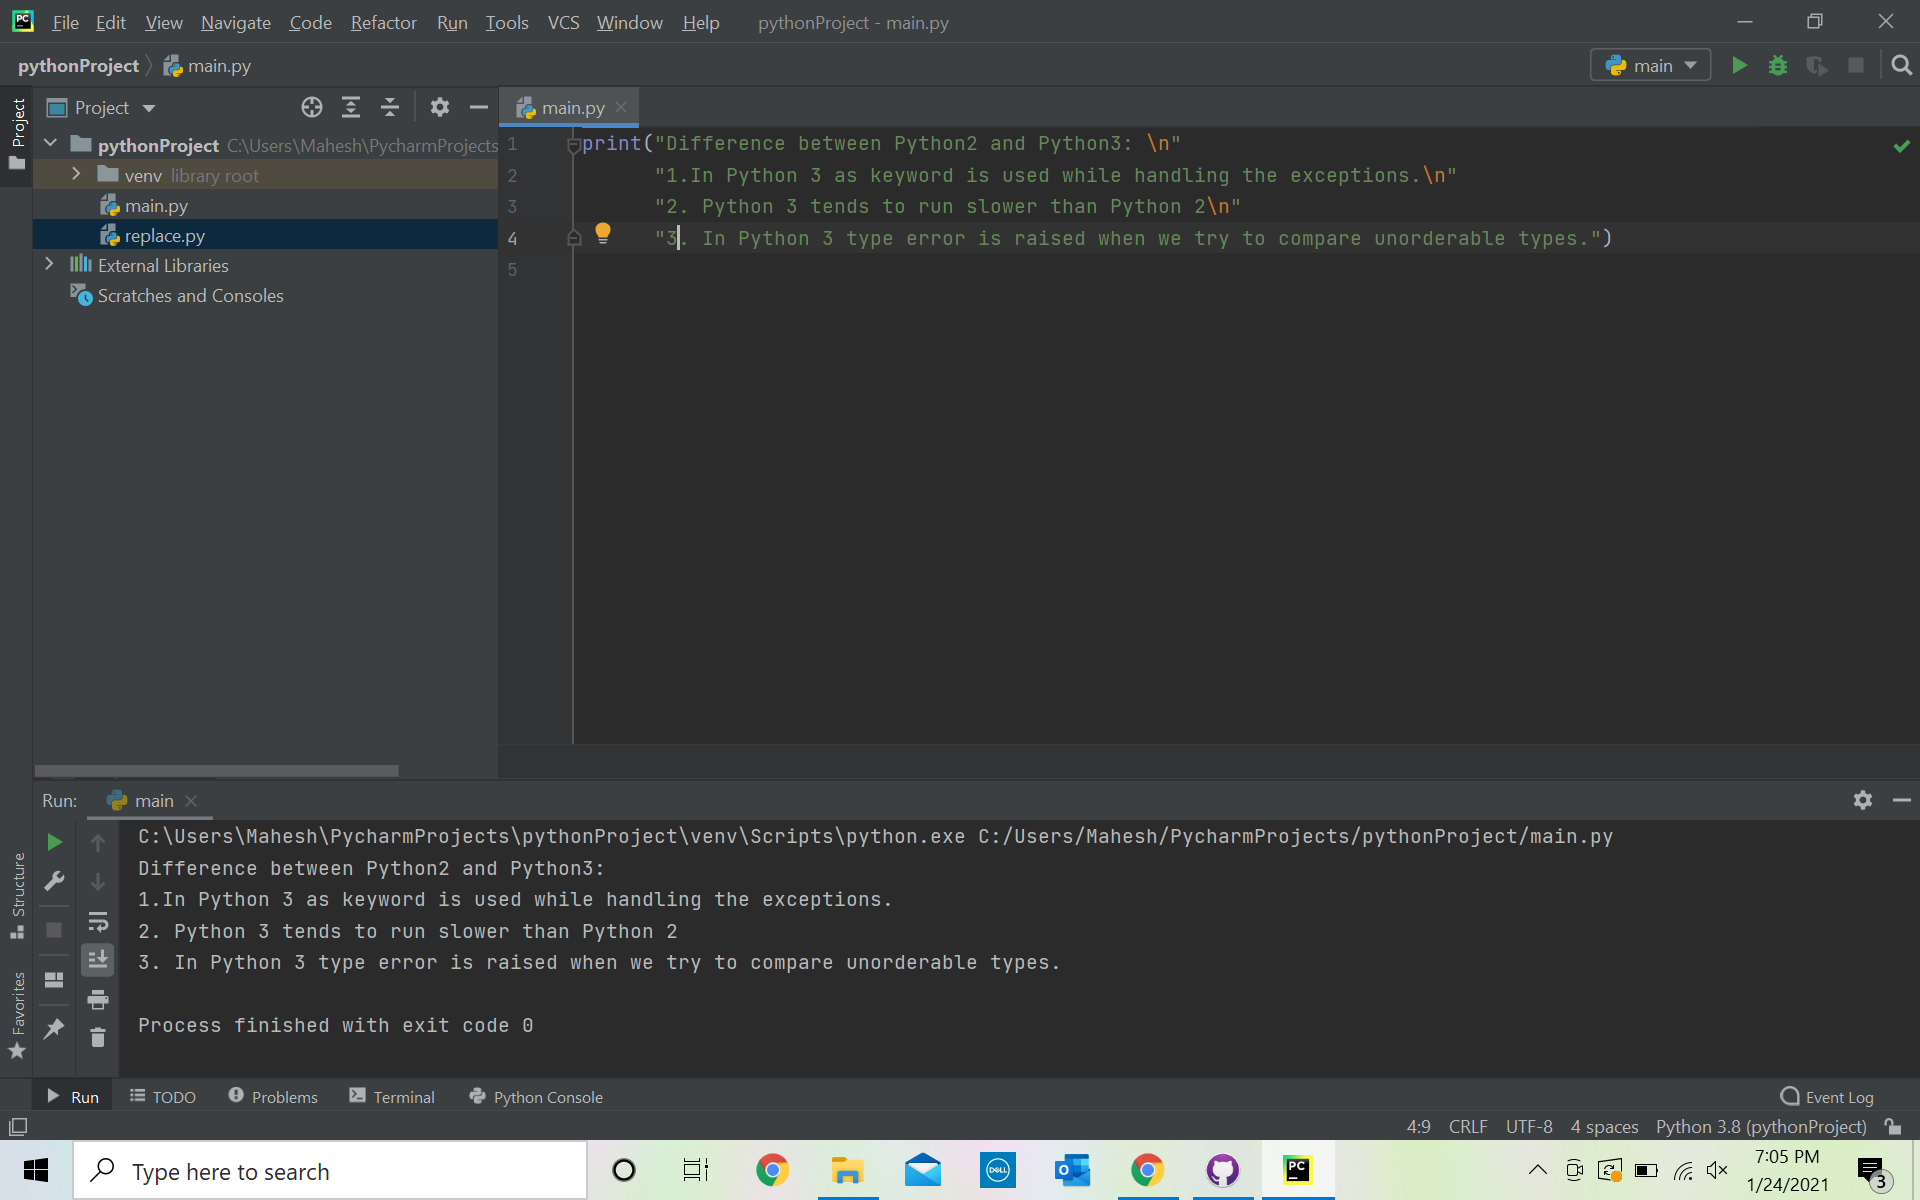 File Edit View Navigate Code Refactor Run Tools VCS Window Help pythonProject - main.py
pythonProject main.py
main
Project
Project
main.py
pythonProject C:\Users\Mahesh\PycharmProjects
venv library root
main.py
replace.py
External Libraries
Scratches and Consoles
1 print("Difference between Python2 and Python3: \n"
2 "1.In Python 3 as keyword is used while handling the exceptions.\n"
3 "2. Python 3 tends to run slower than Python 2\n"
4 "3. In Python 3 type error is raised when we try to compare unorderable types.")
5
Run: main
C:\Users\Mahesh\PycharmProjects\pythonProject\venv\Scripts\python.exe C:/Users/Mahesh/PycharmProjects/pythonProject/main.py
Difference between Python2 and Python3:
1.In Python 3 as keyword is used while handling the exceptions.
2. Python 3 tends to run slower than Python 2
3. In Python 3 type error is raised when we try to compare unorderable types.
Process finished with exit code 0
Structure
Favorites
Run TODO Problems Terminal Python Console Event Log
4:9 CRLF UTF-8 4 spaces Python 3.8 (pythonProject)
Type here to search
DELL
PC
7:05 PM
1/24/2021
3